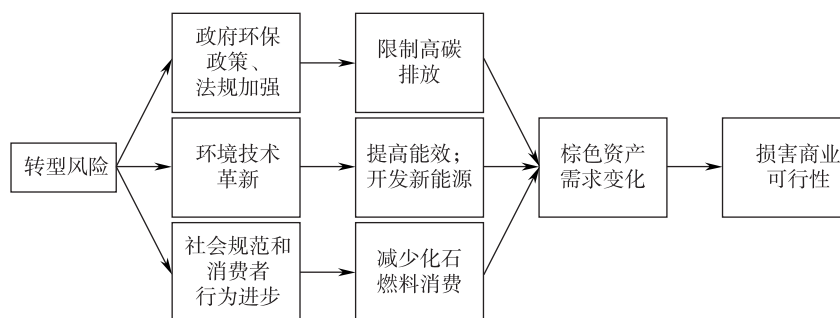 转型风险
政府环保
政策、
法规加强
限制高碳
排放
环境技术
革新
提高能效；
开发新能源
社会规范和
消费者
行为进步
减少化石
燃料消费
棕色资产
需求变化
损害商业
可行性